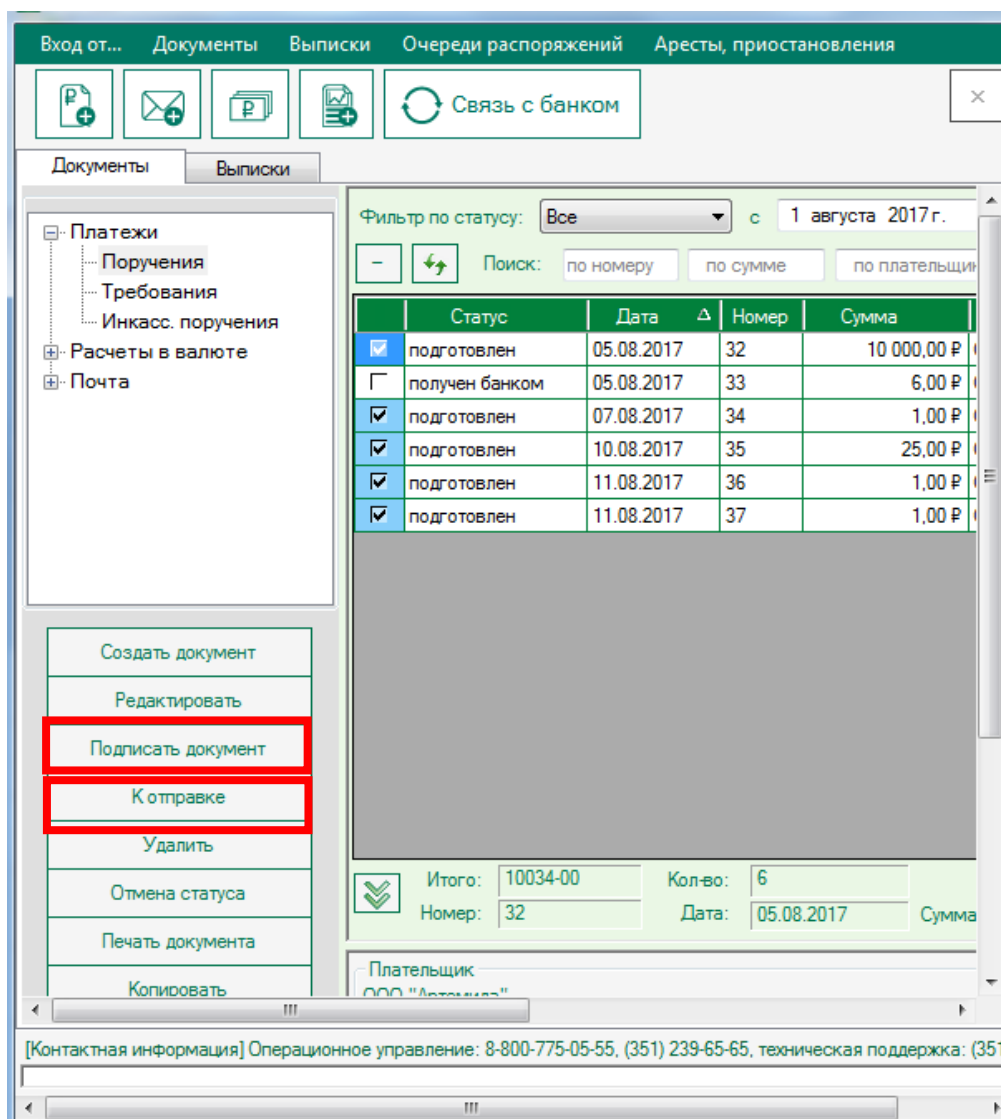 Вход от... Документы Выписки Очереди распоряжений Аресты, приостановления
Связь с банком
Документы Выписки
Платежи
Поручения
Требования
Инкасс. поручения
Расчеты в валюте
Почта
Фильтр по статусу: Все с 1 августа 2017 г.
Поиск: по номеру по сумме по плательщик
Статус Дата Номер Сумма
подготовлен 05.08.2017 32 10 000,00 ₽
получен банком 05.08.2017 33 6,00 ₽
подготовлен 07.08.2017 34 1,00 ₽
подготовлен 10.08.2017 35 25,00 ₽
подготовлен 11.08.2017 36 1,00 ₽
подготовлен 11.08.2017 37 1,00 ₽
Создать документ
Редактировать
Подписать документ
К отправке
Удалить
Отмена статуса
Печать документа
Копировать
Итого: 10034-00 Кол-во: 6
Номер: 32 Дата: 05.08.2017 Сумма
Плательщик
ООО "Артемида"
[Контактная информация] Операционное управление: 8-800-775-05-55, (351) 239-65-65, техническая поддержка: (351